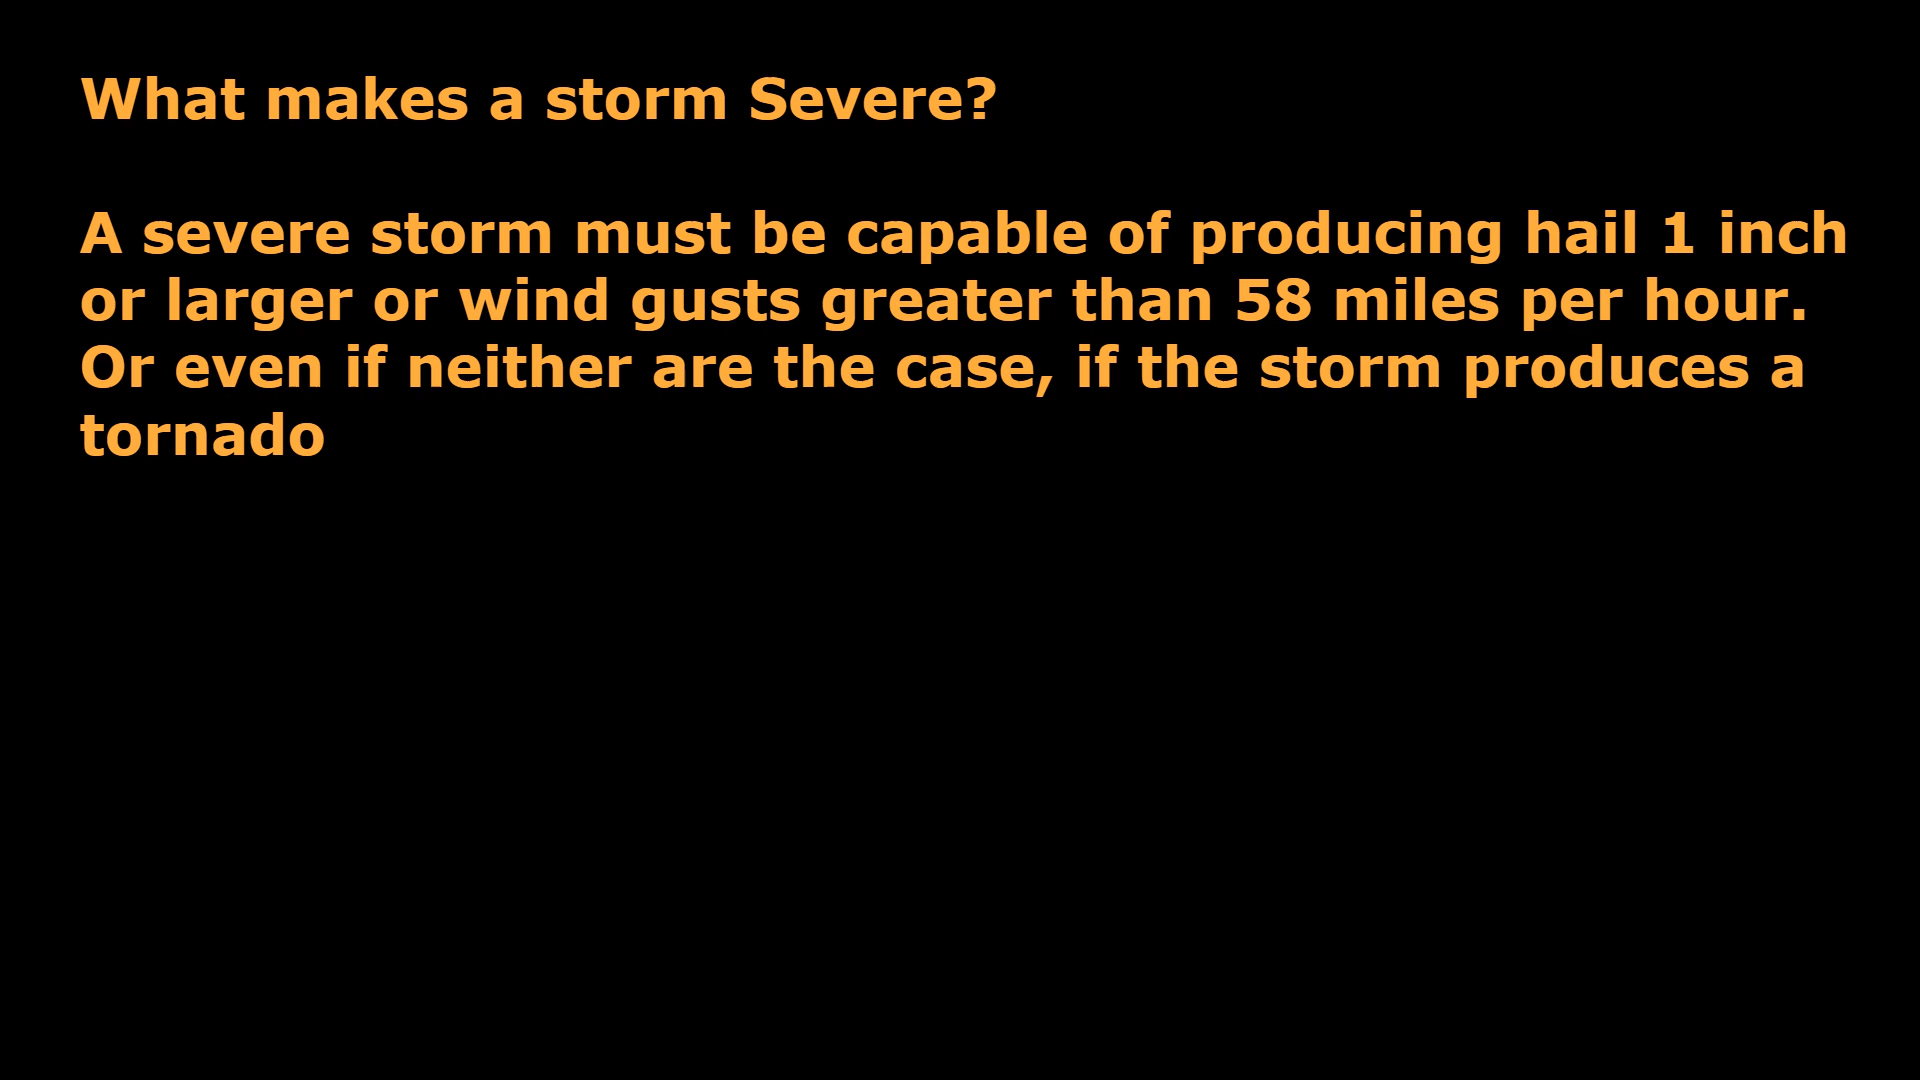 What makes a storm Severe?
A severe storm must be capable of producing hail 1 inch
or larger or wind gusts greater than 58 miles per hour.
Or even if neither are the case, if the storm produces a
tornado